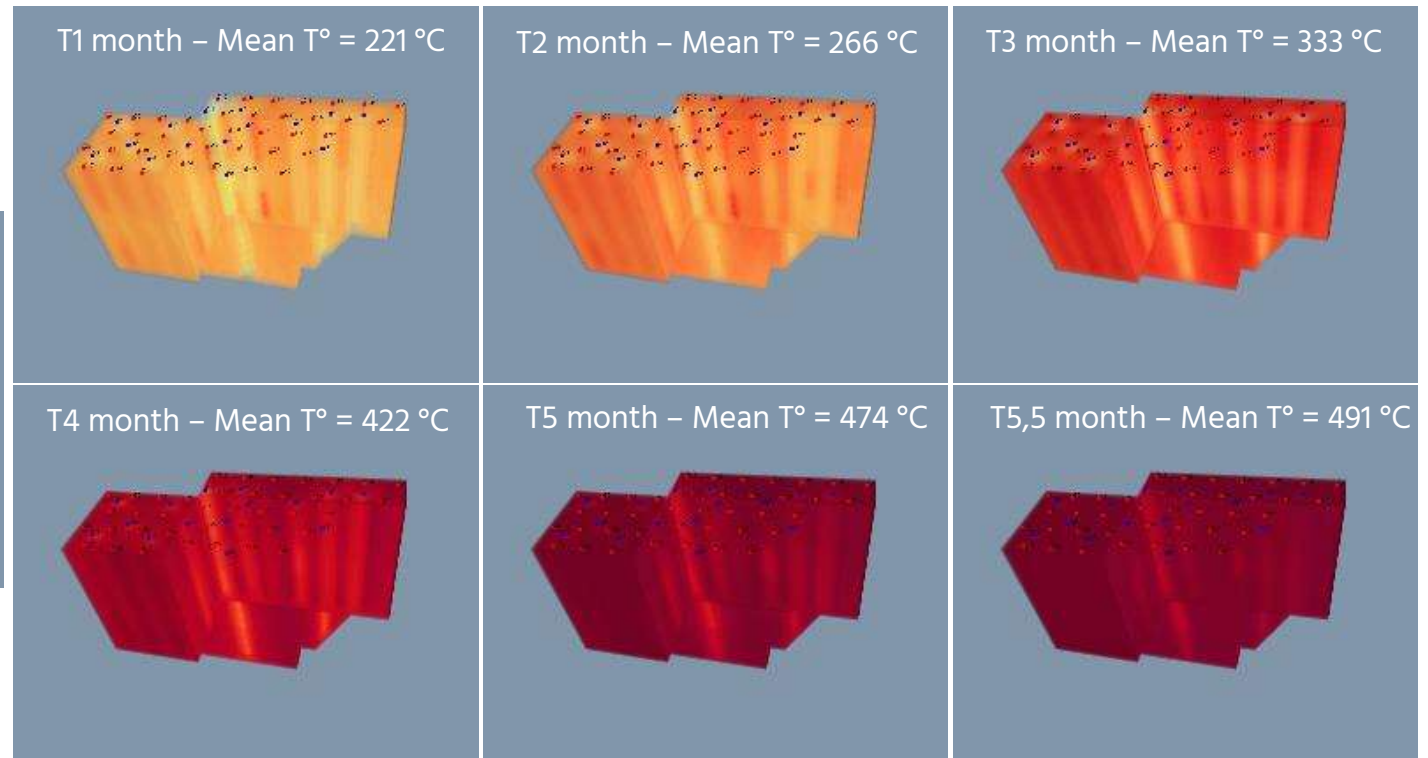 T1 month – Mean T° = 221 °C
T2 month – Mean T° = 266 °C
T3 month – Mean T° = 333 °C
T4 month – Mean T° = 422 °C
T5 month – Mean T° = 474 °C
T5,5 month – Mean T° = 491 °C